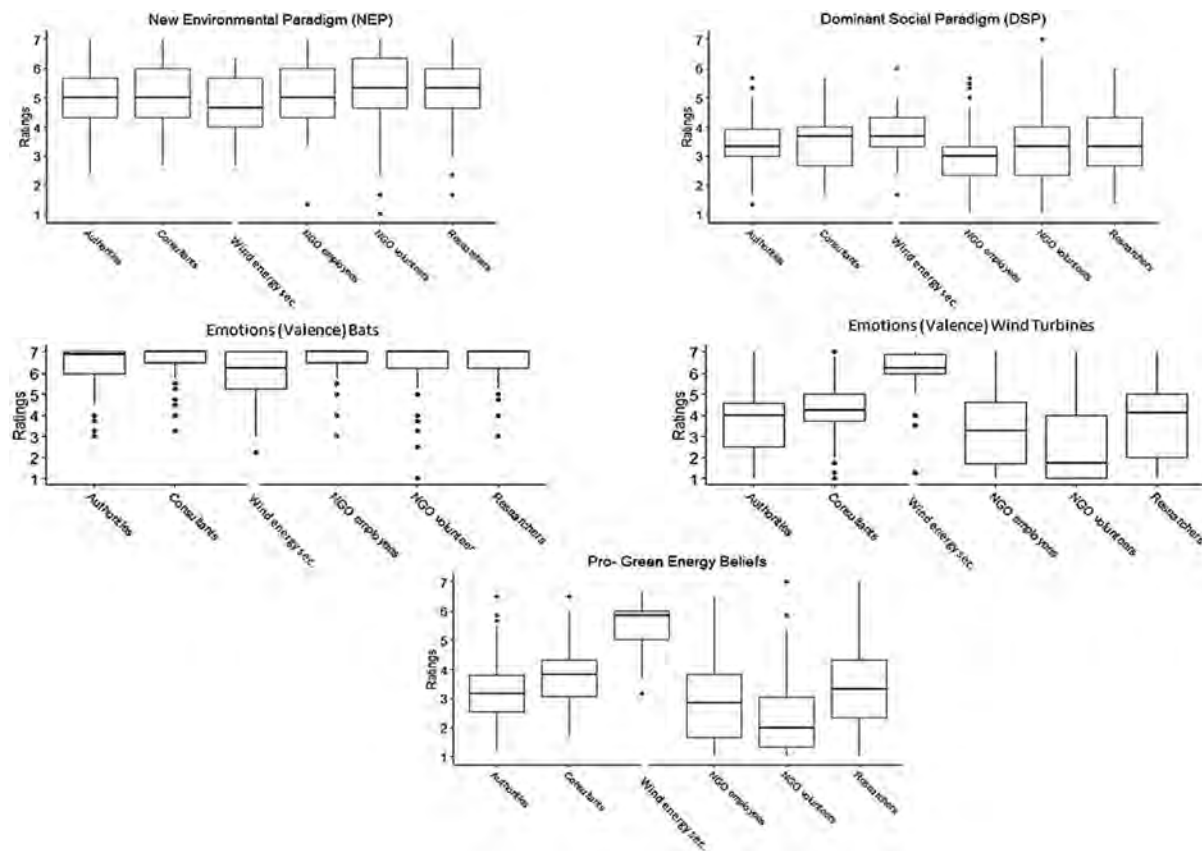 New Environmental Paradigm (NEP)
Ratings
7
6
5
4
3
2
1
Authorities
Consultants
Wind energy sec.
NGO employees
NGO volunteers
Researchers
Dominant Social Paradigm (DSP)
Ratings
7
6
5
4
3
2
1
Authorities
Consultants
Wind energy sec.
NGO employees
NGO volunteers
Researchers
Emotions (Valence) Bats
Ratings
7
6
5
4
3
2
1
Authorities
Consultants
Wind energy sec.
NGO employees
NGO volunteers
Researchers
Emotions (Valence) Wind Turbines
Ratings
7
6
5
4
3
2
1
Authorities
Consultants
Wind energy sec.
NGO employees
NGO volunteers
Researchers
Pro- Green Energy Beliefs
Ratings
7
6
5
4
3
2
1
Authorities
Consultants
Wind energy sec.
NGO employees
NGO volunteers
Researchers